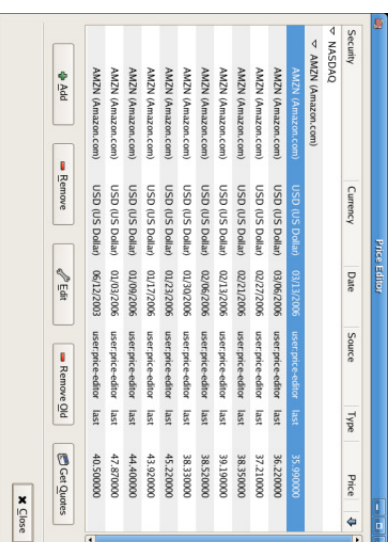 Price Editor
Security Currency Date Source Type Price
NASDAQ
AMZN (Amazon.com)
AMZN (Amazon.com) USD (US Dollar) 03/13/2006 user:price-editor last 35.990000
AMZN (Amazon.com) USD (US Dollar) 03/06/2006 user:price-editor last 36.220000
AMZN (Amazon.com) USD (US Dollar) 02/27/2006 user:price-editor last 37.210000
AMZN (Amazon.com) USD (US Dollar) 02/21/2006 user:price-editor last 38.350000
AMZN (Amazon.com) USD (US Dollar) 02/13/2006 user:price-editor last 39.190000
AMZN (Amazon.com) USD (US Dollar) 02/06/2006 user:price-editor last 38.520000
AMZN (Amazon.com) USD (US Dollar) 01/30/2006 user:price-editor last 38.330000
AMZN (Amazon.com) USD (US Dollar) 01/23/2006 user:price-editor last 45.220000
AMZN (Amazon.com) USD (US Dollar) 01/17/2006 user:price-editor last 43.920000
AMZN (Amazon.com) USD (US Dollar) 01/09/2006 user:price-editor last 44.400000
AMZN (Amazon.com) USD (US Dollar) 01/03/2006 user:price-editor last 47.870000
AMZN (Amazon.com) USD (US Dollar) 06/12/2003 user:price-editor last 40.500000
Add Remove Edit Remove Old Get Quotes
Close